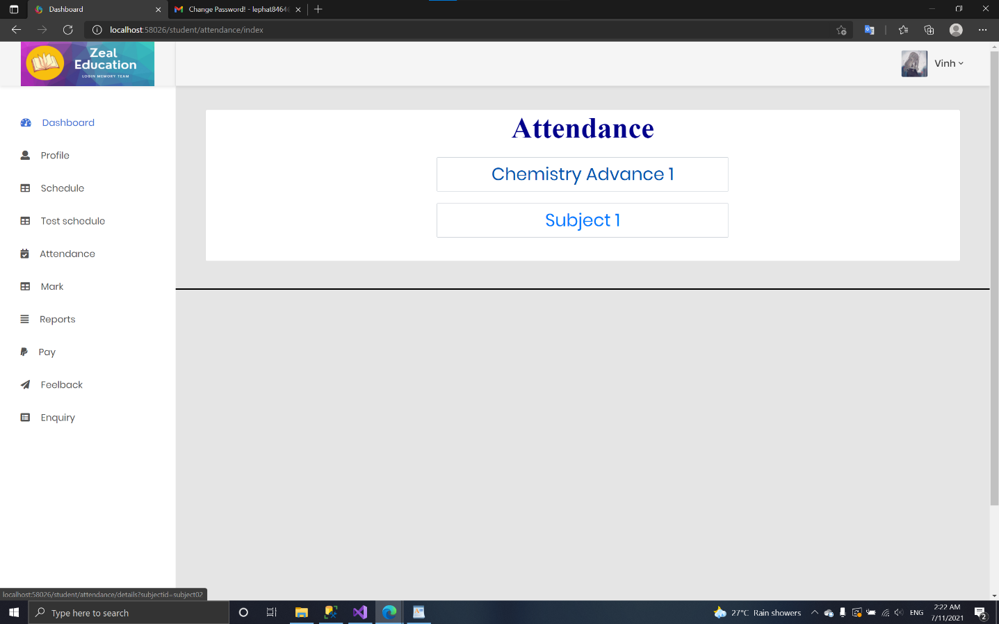 Dashboard
Change Password! - lephat8464
localhost:58026/student/attendance/index
Zeal
Education
LOGIN MEMORY TEAM
Vinh
Dashboard
Profile
Schedule
Test schedule
Attendance
Mark
Reports
Pay
Feelback
Enquiry
Attendance
Chemistry Advance 1
Subject 1
localhost:58026/student/attendance/details?subjectid=subject02
Type here to search
27°C Rain showers
ENG
2:22 AM
7/11/2021
2